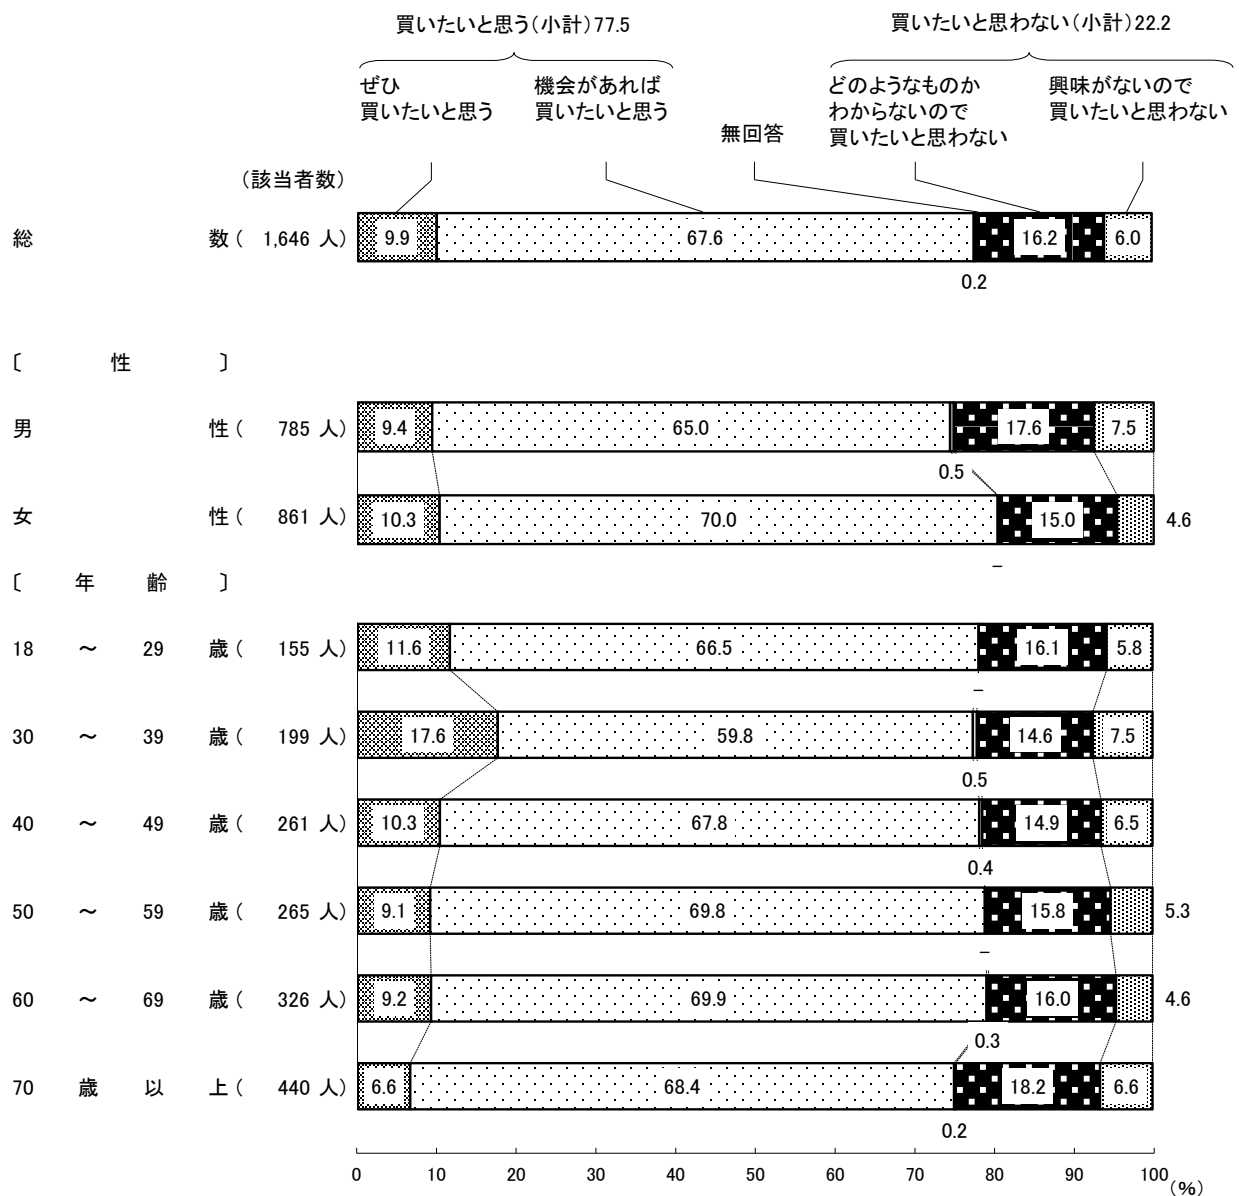 買いたいと思う(小計)77.5
買いたいと思わない(小計)22.2
ぜひ
買いたいと思う
機会があれば
買いたいと思う
無回答
どのようなものか
わからないので
買いたいと思わない
興味がないので
買いたいと思わない
(該当者数)
総 数( 1,646 人) 9.9 67.6 16.2 6.0
0.2
〔 性 〕
男 性( 785 人) 9.4 65.0 17.6 7.5
0.5
女 性( 861 人) 10.3 70.0 15.0 4.6
−
〔 年 齢 〕
18 ～ 29 歳( 155 人) 11.6 66.5 16.1 5.8
−
30 ～ 39 歳( 199 人) 17.6 59.8 14.6 7.5
0.5
40 ～ 49 歳( 261 人) 10.3 67.8 14.9 6.5
0.4
50 ～ 59 歳( 265 人) 9.1 69.8 15.8 5.3
−
60 ～ 69 歳( 326 人) 9.2 69.9 16.0 4.6
0.3
70 歳 以 上( 440 人) 6.6 68.4 18.2 6.6
0.2
0 10 20 30 40 50 60 70 80 90 100 (%)